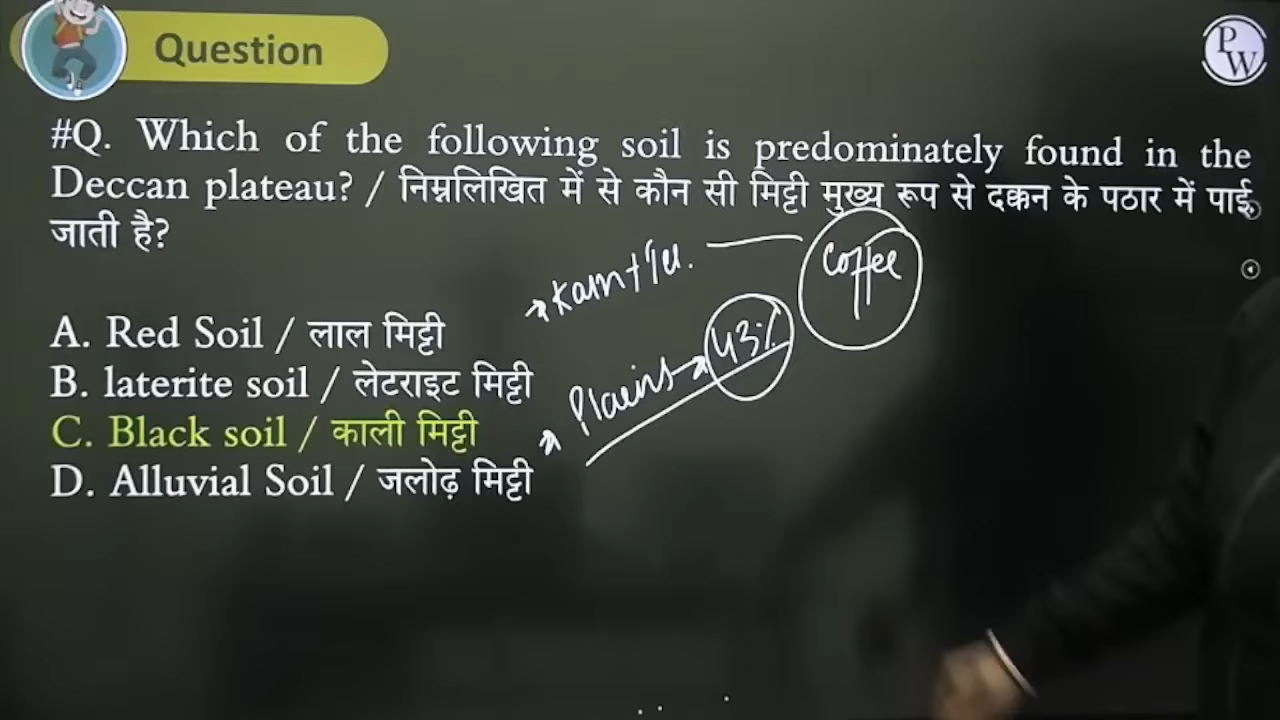 Question
PW
#Q. Which of the following soil is predominately found in the
Deccan plateau? / निम्नलिखित में से कौन सी मिट्टी मुख्य रूप से दक्कन के पठार में पाई
जाती है?
Coffee
A. Red Soil / लाल मिट्टी
43%
B. laterite soil / लेटराइट मिट्टी
Plains
C. Black soil / काली मिट्टी
D. Alluvial Soil / जलोढ़ मिट्टी